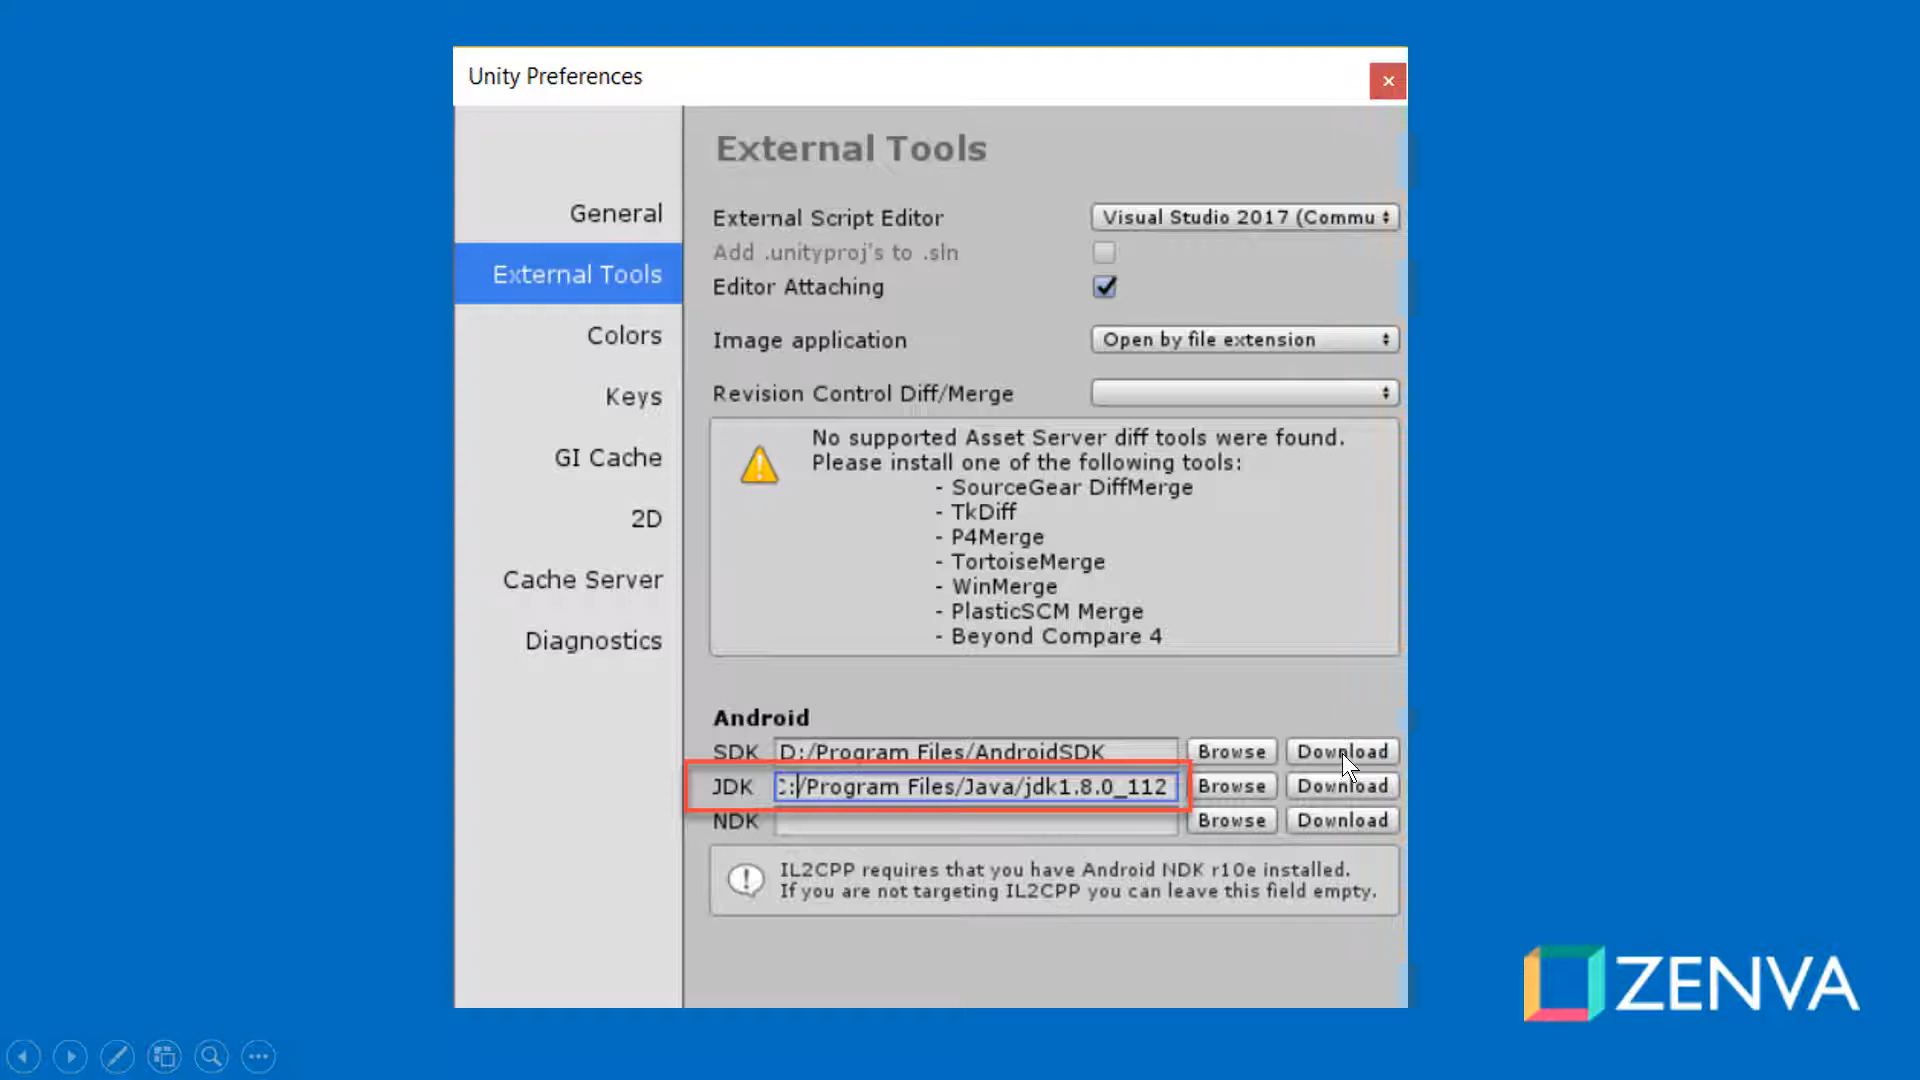 Unity Preferences
External Tools
General
External Tools
Colors
Keys
GI Cache
2D
Cache Server
Diagnostics
External Script Editor
Visual Studio 2017 (Commu
Add .unityproj's to .sln
Editor Attaching
Image application
Open by file extension
Revision Control Diff/Merge
No supported Asset Server diff tools were found.
Please install one of the following tools:
- SourceGear DiffMerge
- TkDiff
- P4Merge
- TortoiseMerge
- WinMerge
- PlasticSCM Merge
- Beyond Compare 4
Android
SDK D:/Program Files/AndroidSDK Browse Download
JDK C:/Program Files/Java/jdk1.8.0_112 Browse Download
NDK Browse Download
IL2CPP requires that you have Android NDK r10e installed.
If you are not targeting IL2CPP you can leave this field empty.
ZENVA